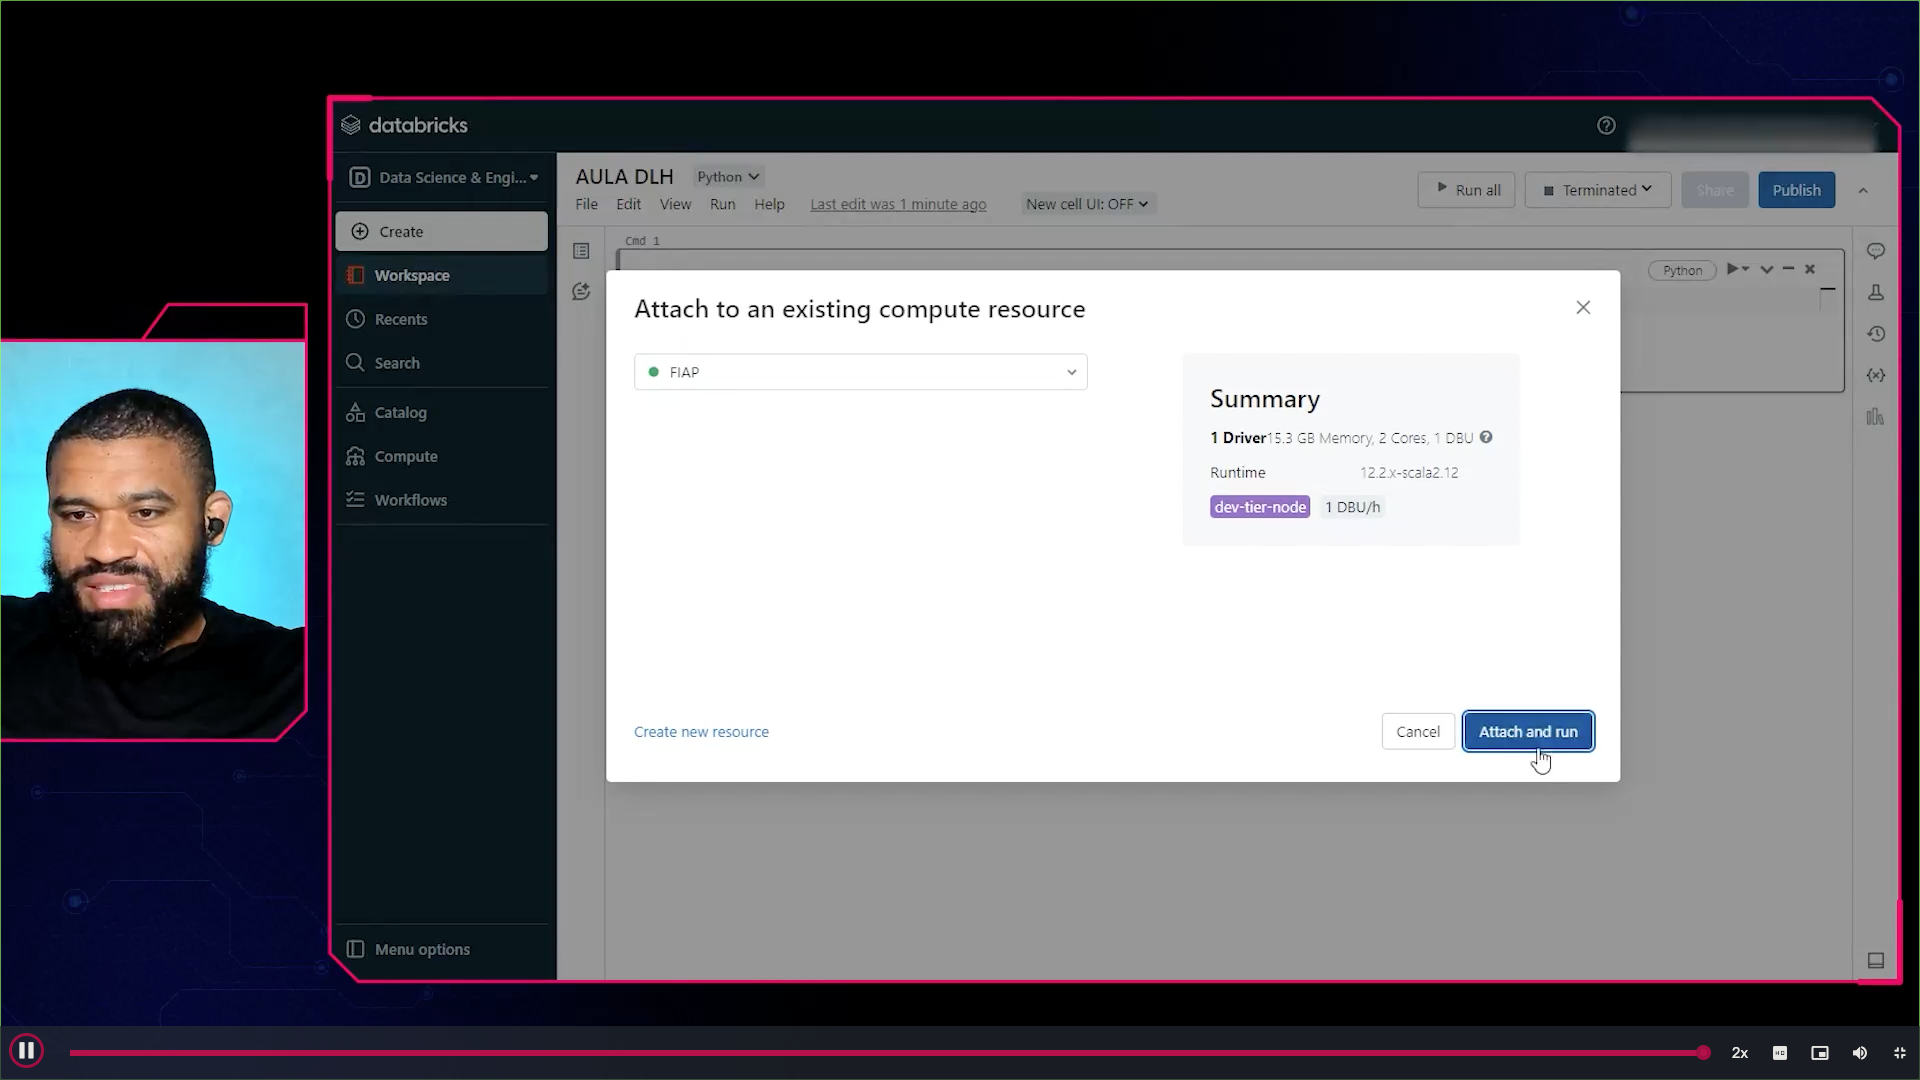 databricks
Data Science & Engi...
Create
Workspace
Recents
Search
Catalog
Compute
Workflows
Menu options
AULA DLH Python
File Edit View Run Help Last edit was 1 minute ago New cell UI: OFF
Run all Terminated Share Publish
Cmd 1
Python
Attach to an existing compute resource
FIAP
Summary
1 Driver 15.3 GB Memory, 2 Cores, 1 DBU
Runtime 12.2.x-scala2.12
dev-tier-node 1 DBU/h
Create new resource
Cancel Attach and run
2x
HD